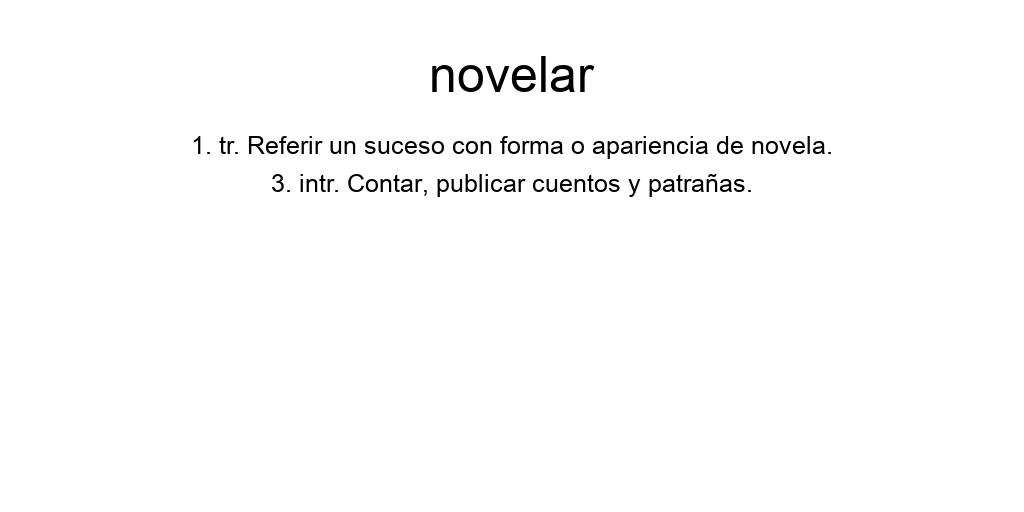 novelar
1. tr. Referir un suceso con forma o apariencia de novela.
3. intr. Contar, publicar cuentos y patrañas.